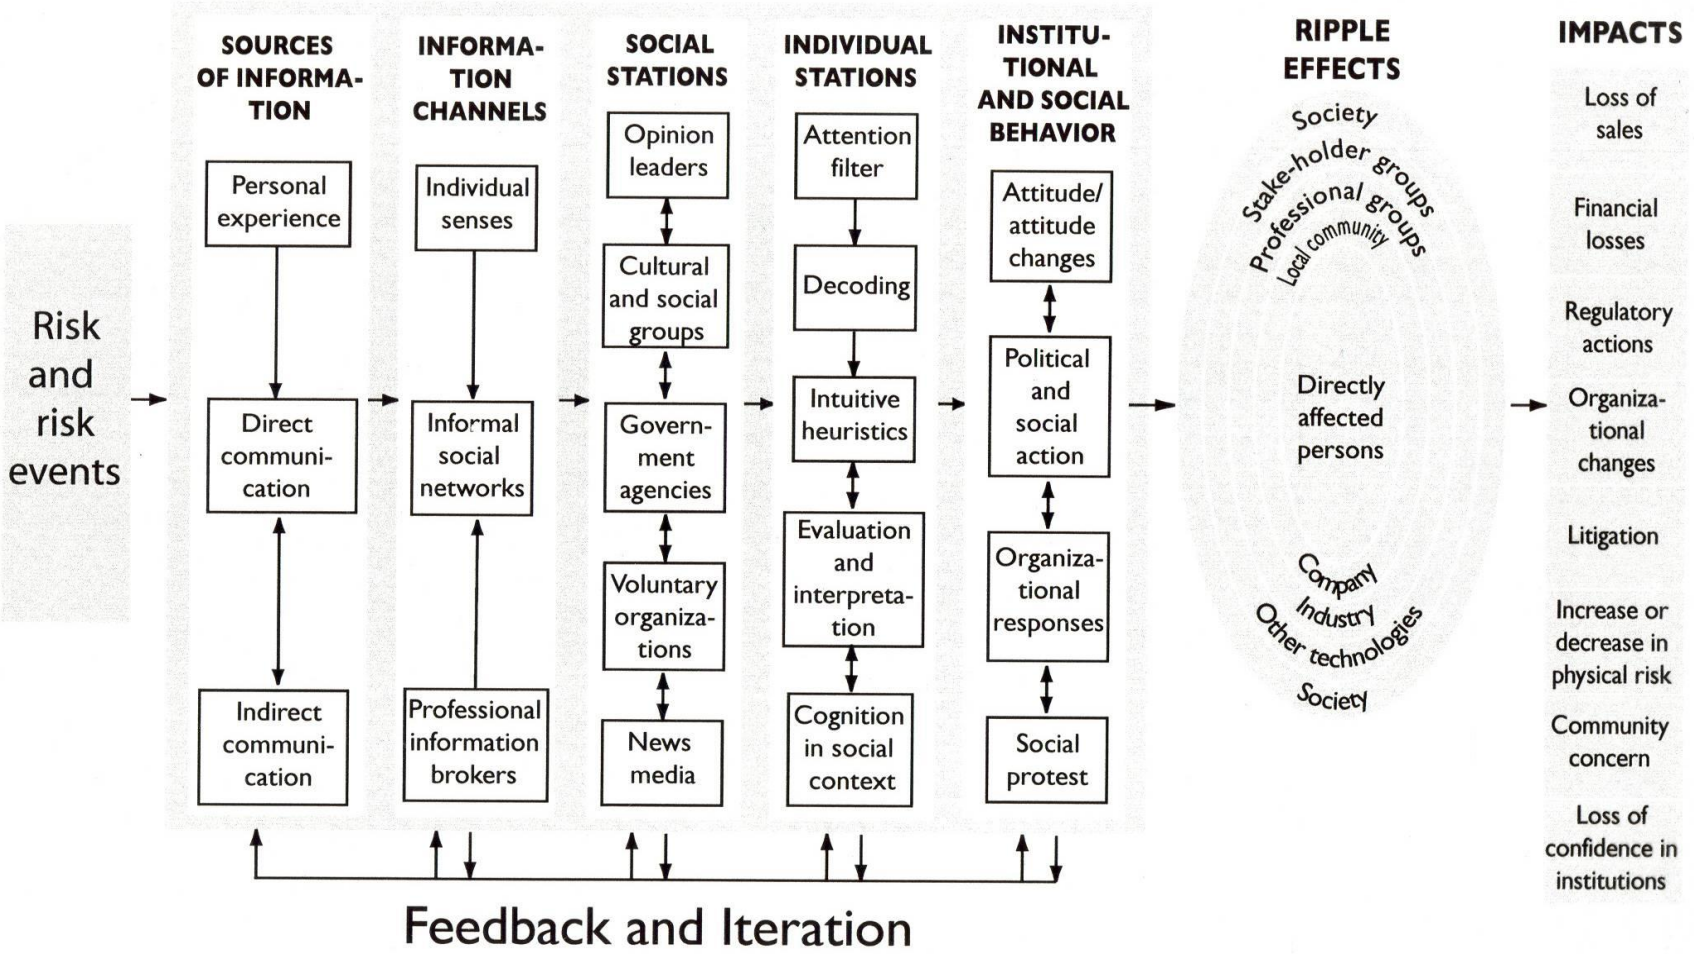 Risk
and
risk
events
SOURCES
OF INFORMA-
TION
Personal
experience
Direct
communi-
cation
Indirect
communi-
cation
INFORMA-
TION
CHANNELS
Individual
senses
Informal
social
networks
Professional
information
brokers
SOCIAL
STATIONS
Opinion
leaders
Cultural
and social
groups
Govern-
ment
agencies
Voluntary
organiza-
tions
News
media
INDIVIDUAL
STATIONS
Attention
filter
Decoding
Intuitive
heuristics
Evaluation
and
interpreta-
tion
Cognition
in social
context
INSTITU-
TIONAL
AND SOCIAL
BEHAVIOR
Attitude/
attitude
changes
Political
and
social
action
Organiza-
tional
responses
Social
protest
RIPPLE
EFFECTS
Society
Stake-holder groups
Professional groups
Local community
Directly
affected
persons
Company
Industry
Other technologies
Society
IMPACTS
Loss of
sales
Financial
losses
Regulatory
actions
Organiza-
tional
changes
Litigation
Increase or
decrease in
physical risk
Community
concern
Loss of
confidence in
institutions
Feedback and Iteration